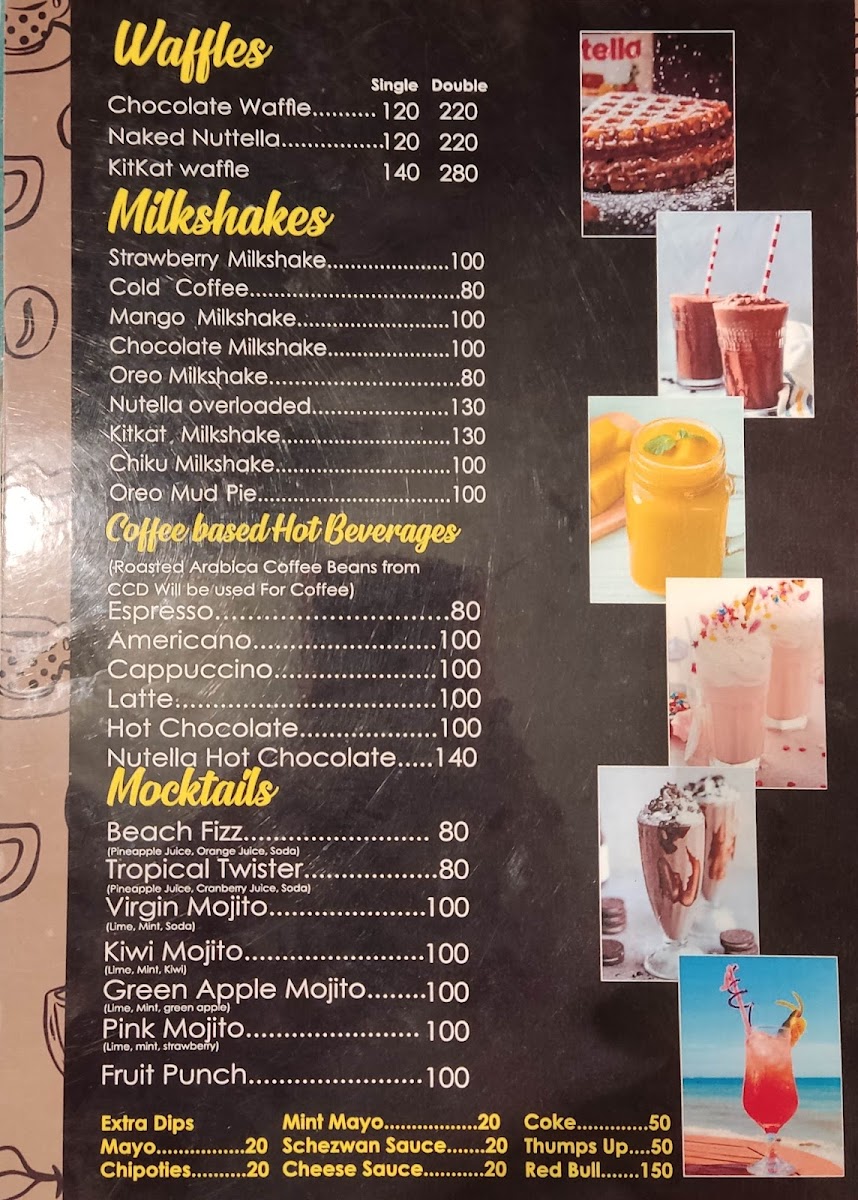 Waffles
Single Double
Chocolate Waffle.......... 120 220
Naked Nuttella................120 220
KitKat waffle 140 280
Milkshakes
Strawberry Milkshake....................100
Cold Coffee...................................80
Mango Milkshake.........................100
Chocolate Milkshake....................100
Oreo Milkshake................................80
Nutella overloaded.......................130
Kitkat Milkshake............................130
Chiku Milkshake.............................100
Oreo Mud Pie................................100
Coffee based Hot Beverages
(Roasted Arabica Coffee Beans from
CCD Will be used For Coffee)
Espresso.............................80
Americano.......................100
Cappuccino....................100
Latte................................100
Hot Chocolate.................100
Nutella Hot Chocolate.....140
Mocktails
Beach Fizz....................... 80
(Pineapple Juice, Orange Juice, Soda)
Tropical Twister.................80
(Pineapple Juice, Cranberry Juice, Soda)
Virgin Mojito....................100
(Lime, Mint, Soda)
Kiwi Mojito.......................100
(Lime, Mint, Kiwi)
Green Apple Mojito........100
(Lime, Mint, green apple)
Pink Mojito...................... 100
(Lime, mint, strawberry)
Fruit Punch.......................100
Extra Dips
Mayo.................20
Chipotles..........20
Mint Mayo..................20
Schezwan Sauce.......20
Cheese Sauce............20
Coke.............50
Thumps Up....50
Red Bull.......150
tella